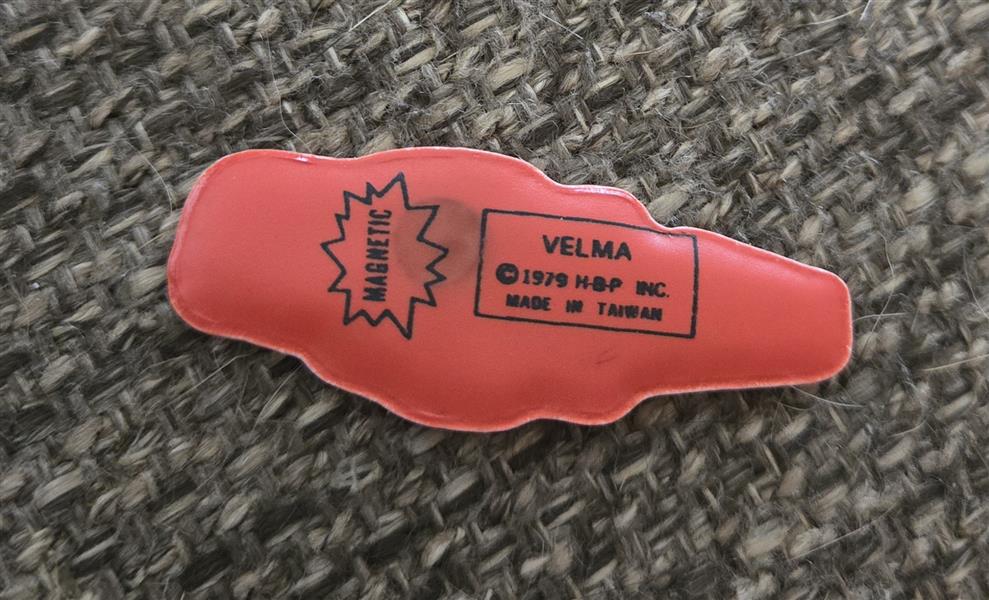 MAGNETIC
VELMA
© 1979 H-B-P INC.
MADE IN TAIWAN